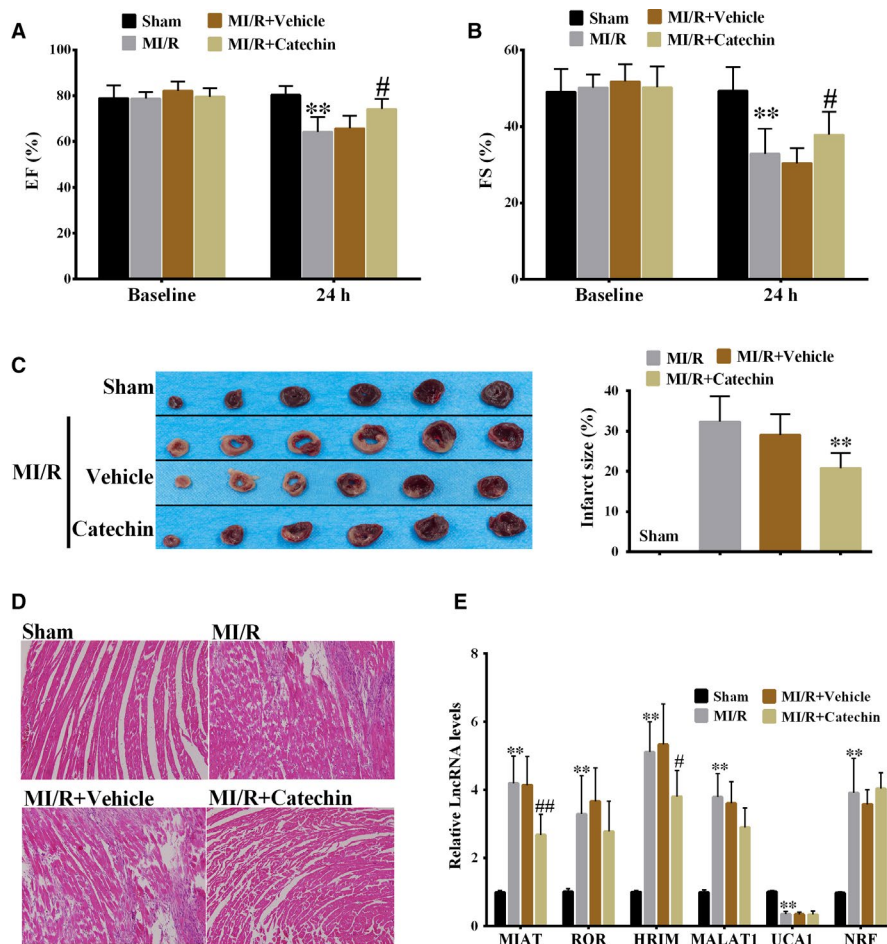 A
Sham
MI/R+Vehicle
MI/R
MI/R+Catechin
100
80
60
40
20
0
EF (%)
**
#
Baseline
24 h
B
Sham
MI/R+Vehicle
MI/R
MI/R+Catechin
60
40
20
0
FS (%)
**
#
Baseline
24 h
C
Sham
MI/R
Vehicle
Catechin
MI/R
MI/R+Vehicle
MI/R+Catechin
40
30
20
10
0
Infarct size (%)
Sham
**
D
Sham
MI/R
MI/R+Vehicle
MI/R+Catechin
E
8
6
4
2
0
Relative LncRNA levels
Sham
MI/R+Vehicle
MI/R
MI/R+Catechin
**
##
**
**
#
**
**
**
MIAT
ROR
HRIM
MALAT1
UCA1
NRF